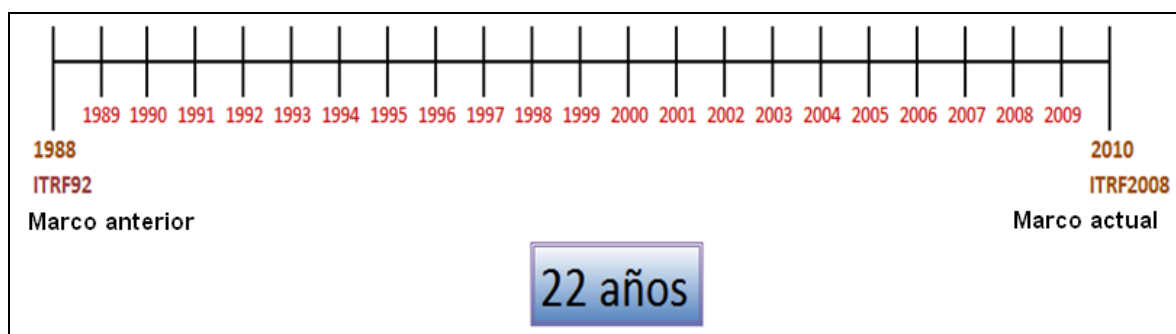 1989 1990 1991 1992 1993 1994 1995 1996 1997 1998 1999 2000 2001 2002 2003 2004 2005 2006 2007 2008 2009
1988 2010
ITRF92 ITRF2008
Marco anterior Marco actual
22 años